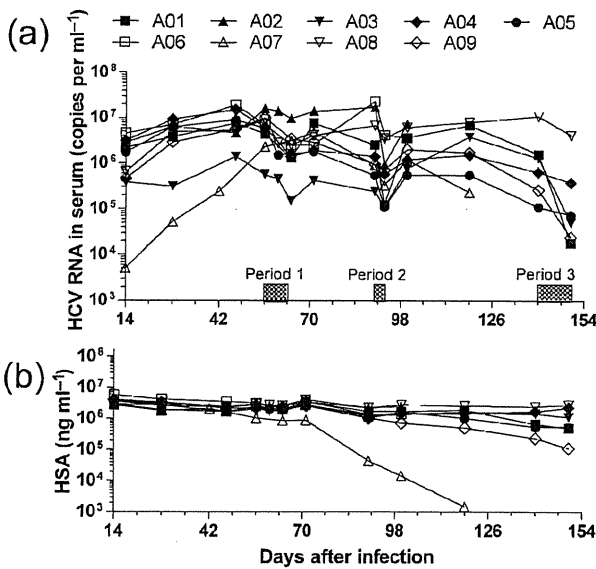 (a)
A01 A02 A03 A04 A05
A06 A07 A08 A09
HCV RNA in serum (copies per ml⁻¹)
10⁸
10⁷
10⁶
10⁵
10⁴
10³
Period 1 Period 2 Period 3
14 42 70 98 126 154
(b)
HSA (ng ml⁻¹)
10⁸
10⁷
10⁶
10⁵
10⁴
10³
14 42 70 98 126 154
Days after infection